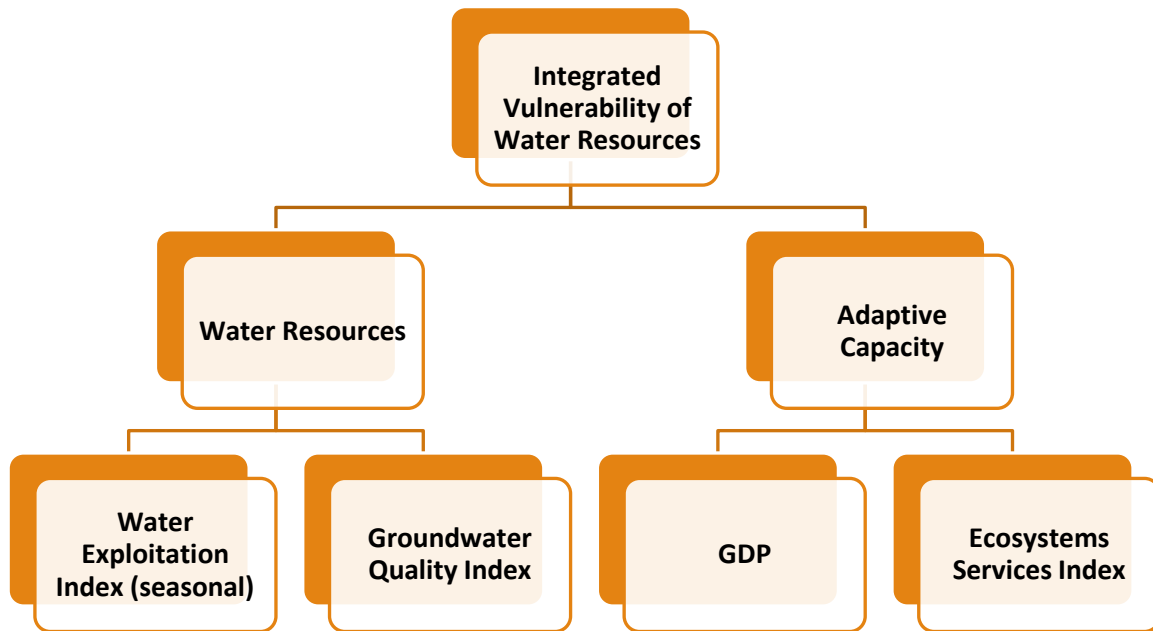 Integrated
Vulnerability of
Water Resources
Water Resources
Adaptive
Capacity
Water
Exploitation
Index (seasonal)
Groundwater
Quality Index
GDP
Ecosystems
Services Index